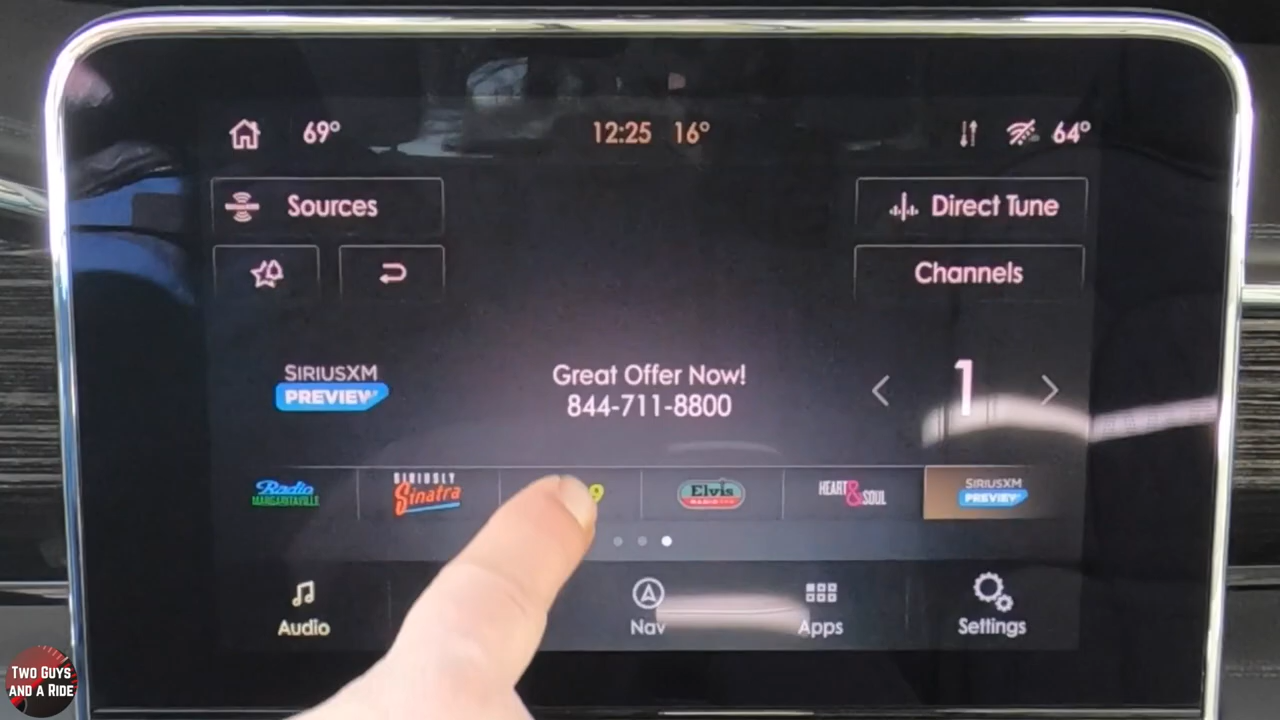 69°
12:25 16°
64°
Sources
Direct Tune
Channels
SIRIUSXM
PREVIEW
Great Offer Now!
844-711-8800
1
Radio
MARGARITAVILLE
SIRIUSLY
Sinatra
9
Elvis
RADIO
HEART & SOUL
SIRIUSXM
PREVIEW
Audio
Nav
Apps
Settings
TWO GUYS
AND A RIDE